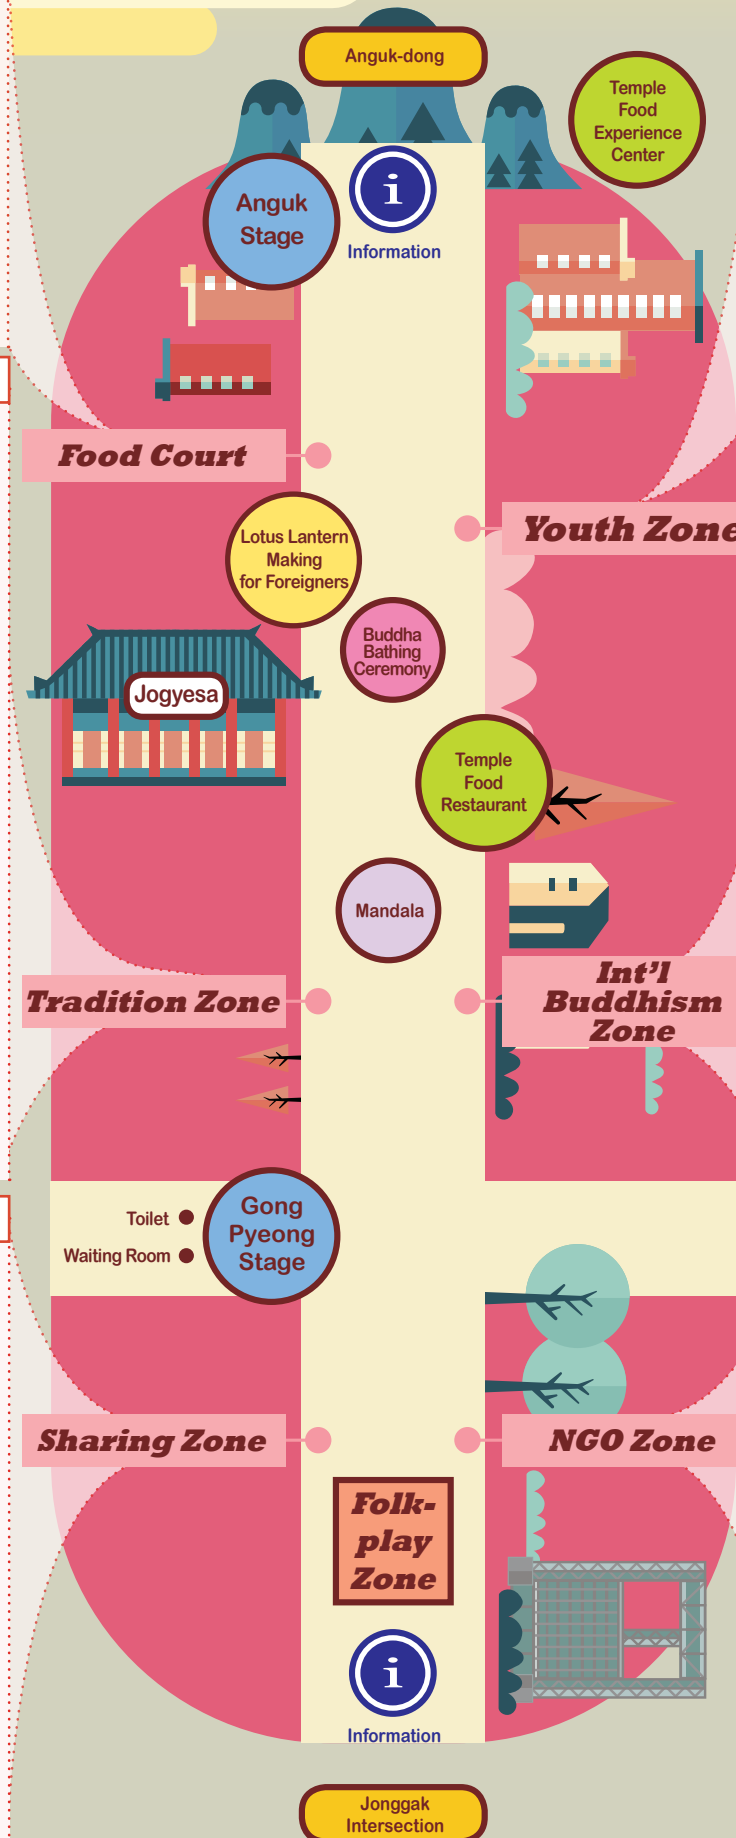 Anguk-dong
Temple
Food
Experience
Center
Anguk
Stage
i
Information
Food Court
Youth Zone
Lotus Lantern
Making
for Foreigners
Buddha
Bathing
Ceremony
Jogyesa
Temple
Food
Restaurant
Mandala
Tradition Zone
Int'l
Buddhism
Zone
Toilet
Waiting Room
Gong
Pyeong
Stage
Sharing Zone
NGO Zone
Folk-
play
Zone
i
Information
Jonggak
Intersection